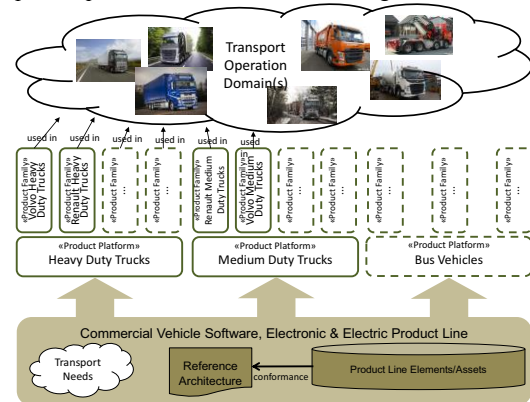 Transport
Operation
Domain(s)
used in
used in
used in
used in
used in
used
in
«Product Family»
Volvo Heavy
Duty Trucks
«Product Family»
Renault Heavy
Duty Trucks
«Product Family»
...
«Product Family»
...
«Product Family»
Renault Medium
Duty Trucks
«Product Family»
Volvo Medium
Duty Trucks
«Product Family»
...
«Product Family»
...
«Product Family»
...
«Product Family»
...
«Product Family»
...
«Product Platform»
Heavy Duty Trucks
«Product Platform»
Medium Duty Trucks
«Product Platform»
Bus Vehicles
Commercial Vehicle Software, Electronic & Electric Product Line
Transport
Needs
Reference
Architecture
conformance
Product Line Elements/Assets